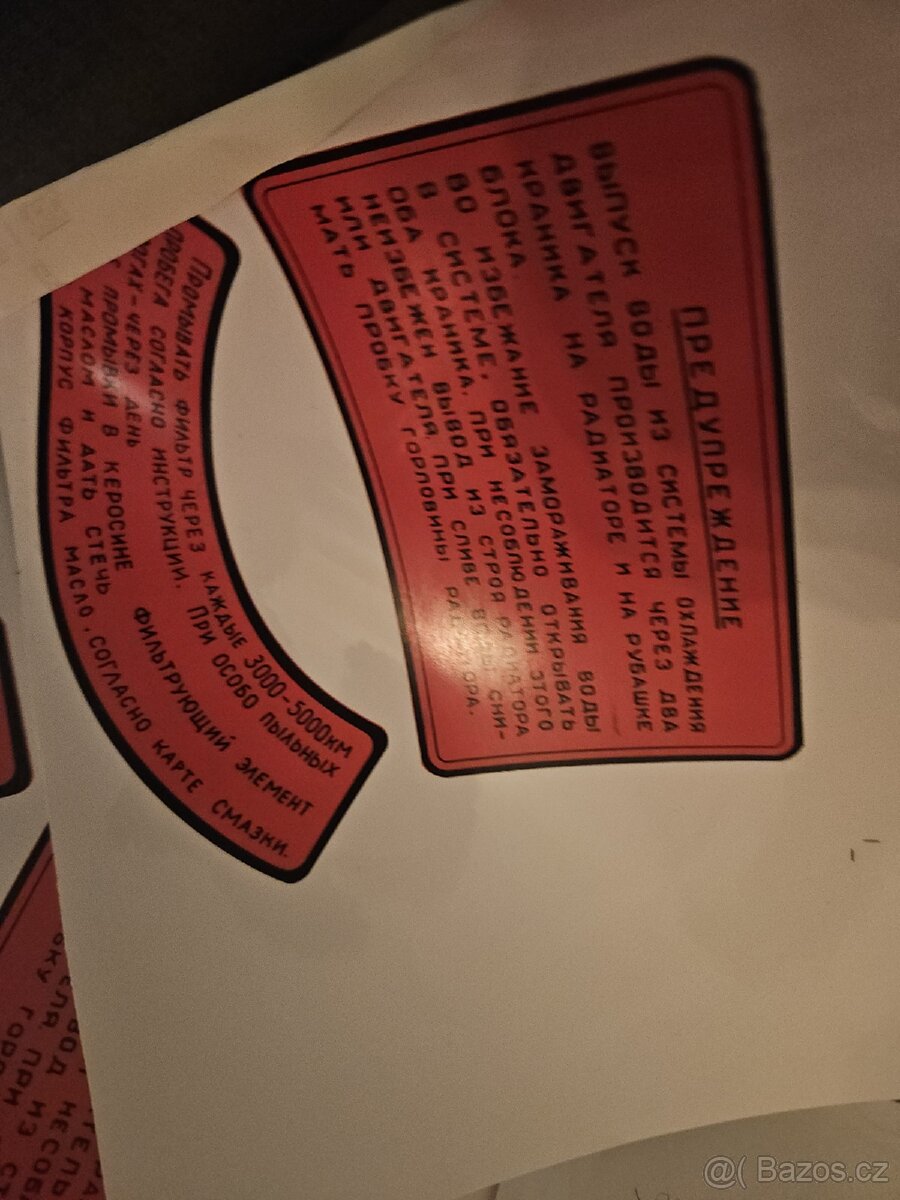 ПРЕДУПРЕЖДЕНИЕ
ВЫПУСК ВОДЫ ИЗ СИСТЕМЫ ОХЛАЖДЕНИЯ
ДВИГАТЕЛЯ ПРОИЗВОДИТСЯ ЧЕРЕЗ ДВА
КРАНИКА НА РАДИАТОРЕ И НА РУБАШКЕ
БЛОКА.
ВО ИЗБЕЖАНИЕ ЗАМОРАЖИВАНИЯ ВОДЫ
В СИСТЕМЕ, ОБЯЗАТЕЛЬНО ОТКРЫВАТЬ
ОБА КРАНИКА. ПРИ НЕСОБЛЮДЕНИИ ЭТОГО
НЕИЗБЕЖЕН ВЫВОД ИЗ СТРОЯ РАДИАТОРА
ИЛИ ДВИГАТЕЛЯ. ПРИ СЛИВЕ ВОДЫ СНИ-
МАТЬ ПРОБКУ ГОРЛОВИНЫ РАДИАТОРА.
ПРОМЫВАТЬ ФИЛЬТР ЧЕРЕЗ КАЖДЫЕ 3000-5000КМ
ПРОБЕГА СОГЛАСНО ИНСТРУКЦИИ. ПРИ ОСОБО ПЫЛЬНЫХ
ЧЕРЕЗ ДЕНЬ
ПРОМЫВКИ В КЕРОСИНЕ ФИЛЬТРУЮЩИЙ ЭЛЕМЕНТ
МАСЛОМ И ДАТЬ СТЕЧЬ
КОРПУС ФИЛЬТРА МАСЛО, СОГЛАСНО КАРТЕ СМАЗКИ.
ПРИ ИЗ
Bazos.cz